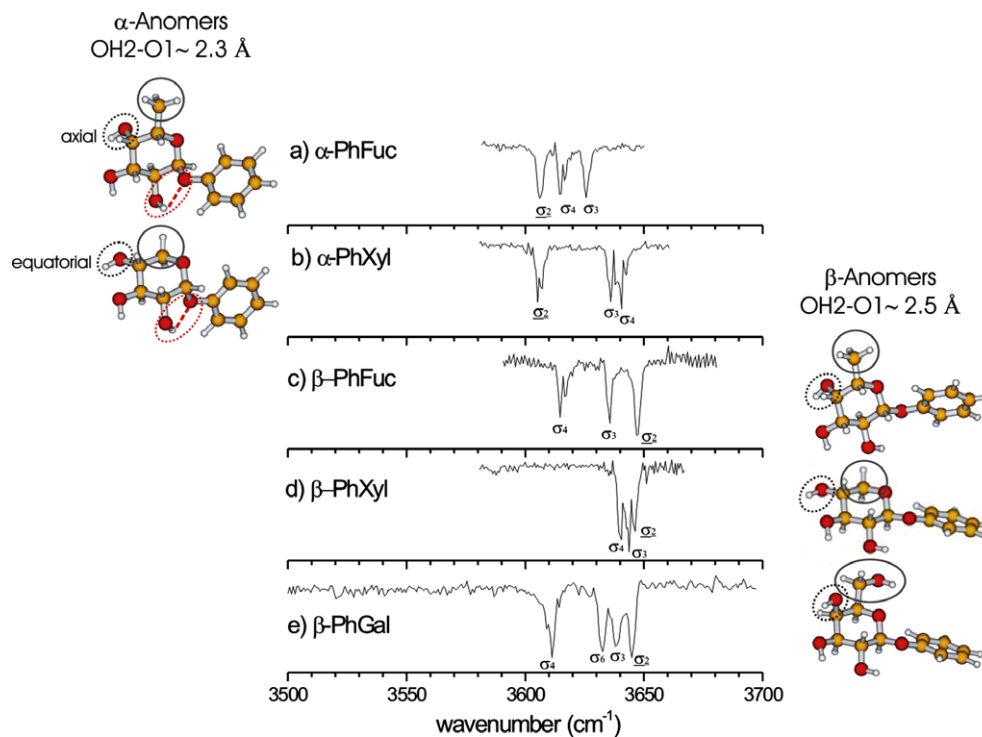 α-Anomers
OH2-O1~ 2.3 Å
axial
equatorial
a) α-PhFuc
σ2 σ4 σ3
b) α-PhXyl
σ2 σ3 σ4
β-Anomers
OH2-O1~ 2.5 Å
c) β-PhFuc
σ4 σ3 σ2
d) β-PhXyl
σ4 σ3 σ2
e) β-PhGal
σ4 σ6 σ3 σ2
3500 3550 3600 3650 3700
wavenumber (cm⁻¹)